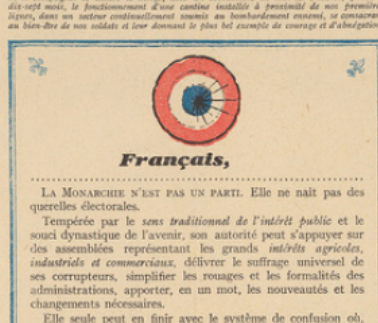 dix-sept mois, le fonctionnement d'une cantine installée à proximité de nos premières
lignes, dans un secteur continuellement soumis au bombardement ennemi, se consacrant
au bien-être de nos soldats et leur donnant le plus bel exemple de courage et d'abnégation
Français,
LA MONARCHIE N'EST PAS UN PARTI. Elle ne naît pas des
querelles électorales.
Tempérée par le sens traditionnel de l'intérêt public et le
souci dynastique de l'avenir, son autorité peut s'appuyer sur
des assemblées représentant les grands intérêts agricoles,
industriels et commerciaux, délivrer le suffrage universel de
ses corrupteurs, simplifier les rouages et les formalités des
administrations, apporter, en un mot, les nouveautés et les
changements nécessaires.
Elle seule peut en finir avec le système de confusion où,